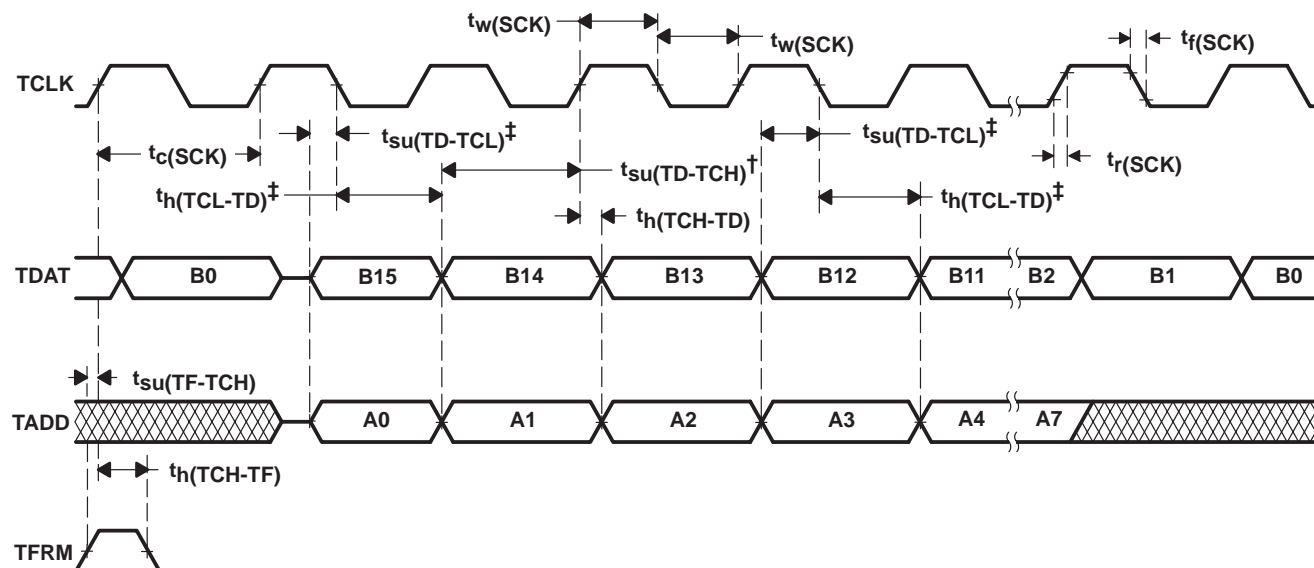 tw(SCK)
tw(SCK)
tf(SCK)
TCLK
tsu(TD-TCL)‡
tsu(TD-TCL)‡
tc(SCK)
tsu(TD-TCH)†
tr(SCK)
th(TCL-TD)‡
th(TCL-TD)‡
th(TCH-TD)
TDAT B0 B15 B14 B13 B12 B11 B2 B1 B0
tsu(TF-TCH)
TADD A0 A1 A2 A3 A4 A7
th(TCH-TF)
TFRM